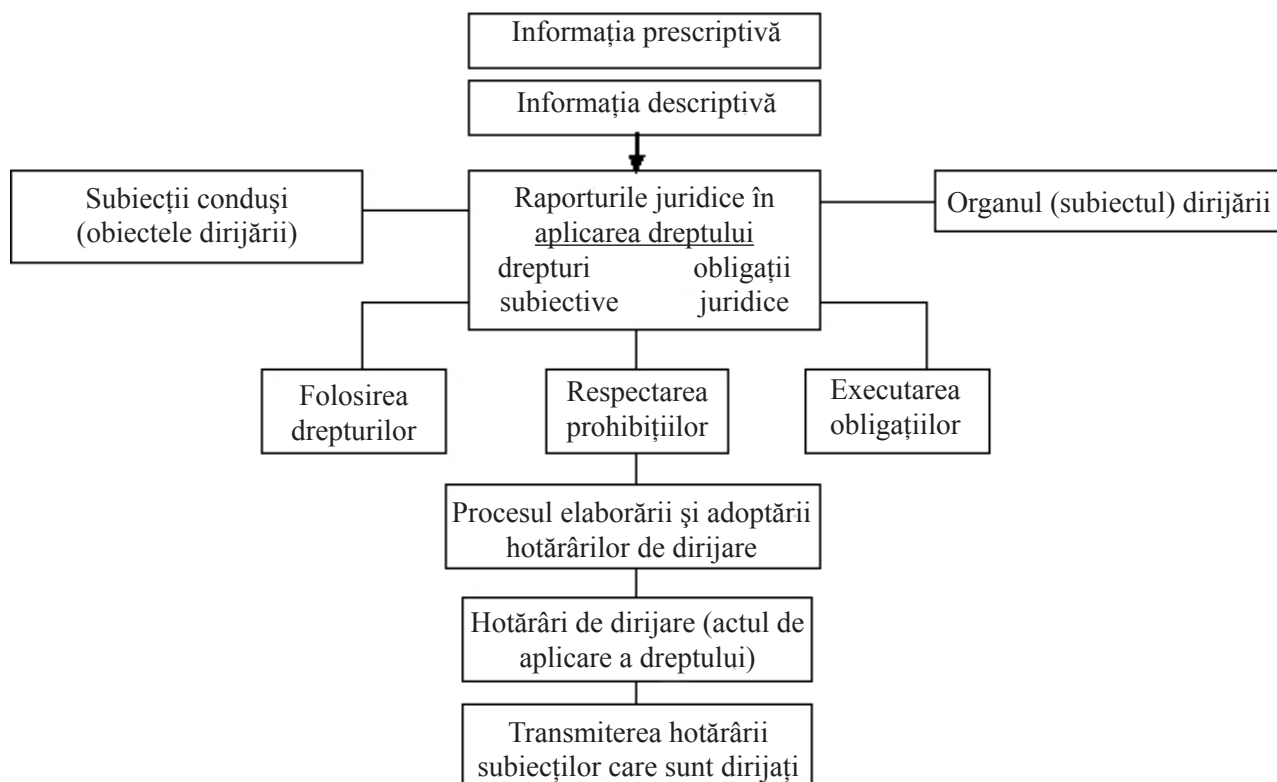 Informația prescriptivă
Informația descriptivă
Subiecții conduşi
(obiectele dirijării)
Raporturile juridice în
aplicarea dreptului
drepturi obligații
subiective juridice
Organul (subiectul) dirijării
Folosirea
drepturilor
Respectarea
prohibițiilor
Executarea
obligațiilor
Procesul elaborării şi adoptării
hotărârilor de dirijare
Hotărâri de dirijare (actul de
aplicare a dreptului)
Transmiterea hotărârii
subiecților care sunt dirijați